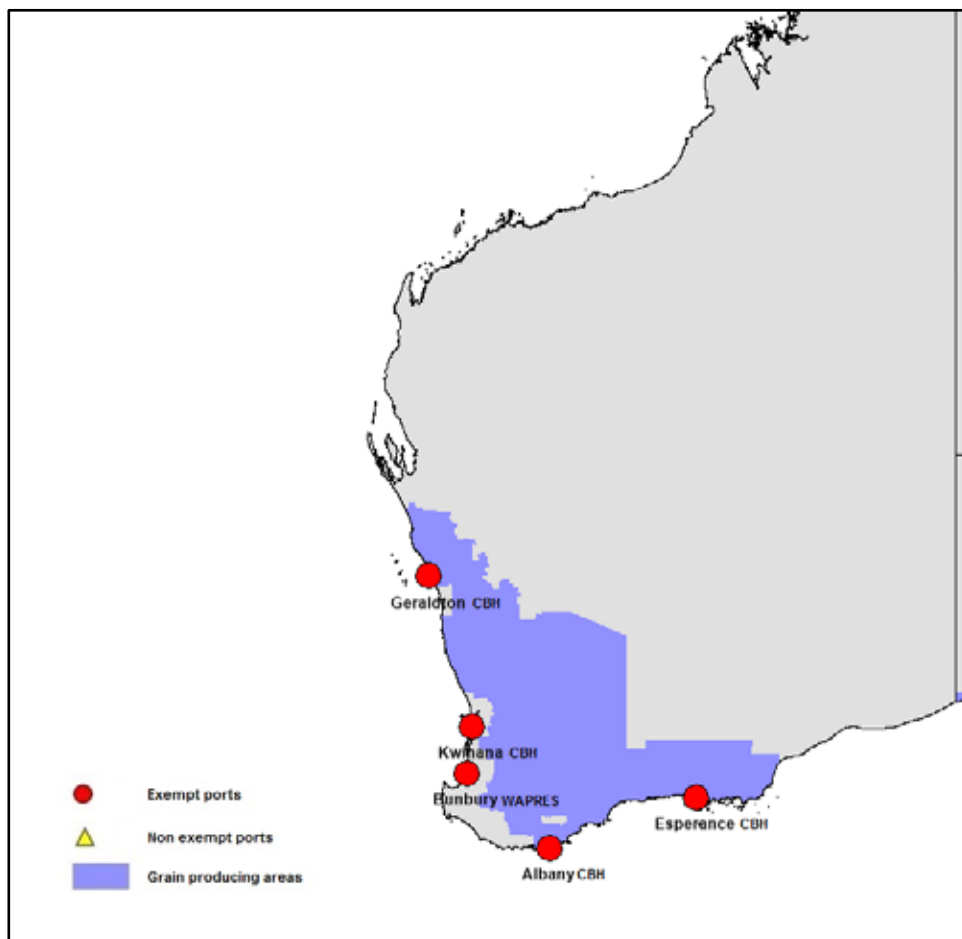 Geraldton CBH
Kwinana CBH
Bunbury WAPRES
Exempt ports
Esperence CBH
Non exempt ports
Albany CBH
Grain producing areas